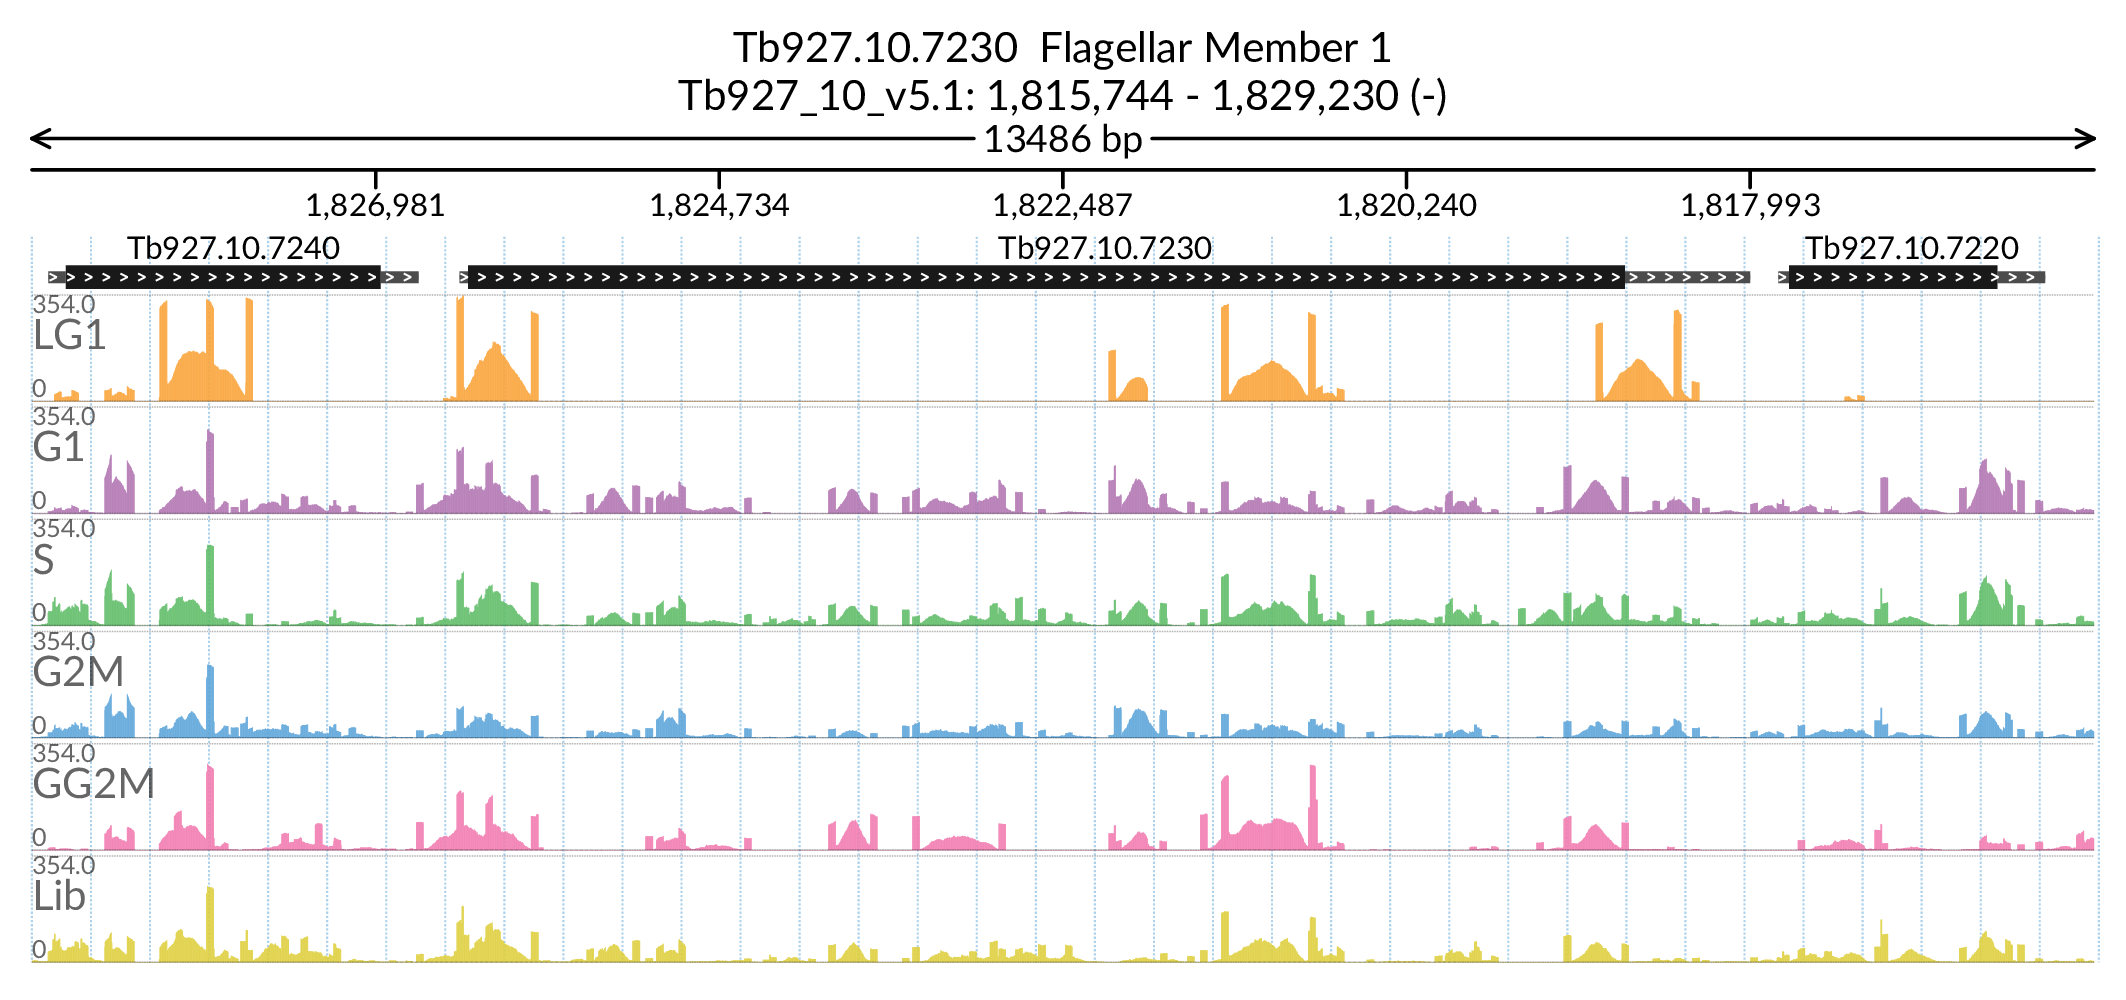 Tb927.10.7230  Flagellar Member 1
Tb927_10_v5.1: 1,815,744 - 1,829,230 (-)
13486 bp
1,826,981 1,824,734 1,822,487 1,820,240 1,817,993
Tb927.10.7240 Tb927.10.7230 Tb927.10.7220
354.0
LG1
0
354.0
G1
0
354.0
S
0
354.0
G2M
0
354.0
GG2M
0
354.0
Lib
0